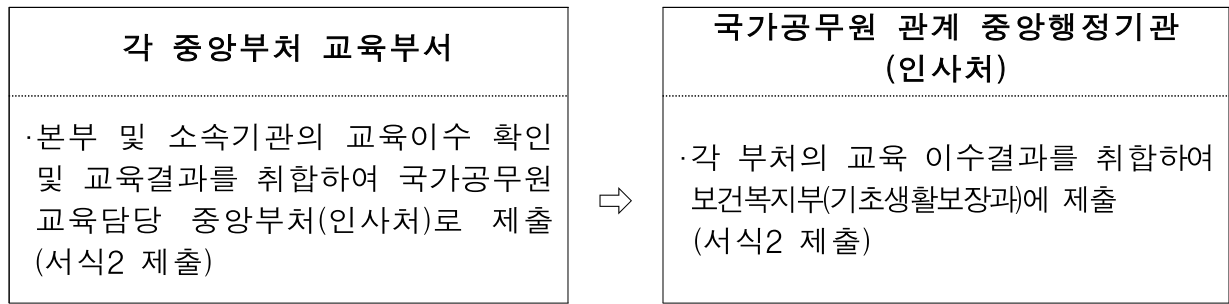 각 중앙부처 교육부서
·본부 및 소속기관의 교육이수 확인
및 교육결과를 취합하여 국가공무원
교육담당 중앙부처(인사처)로 제출
(서식2 제출)
⇨
국가공무원 관계 중앙행정기관
(인사처)
·각 부처의 교육 이수결과를 취합하여
보건복지부(기초생활보장과)에 제출
(서식2 제출)